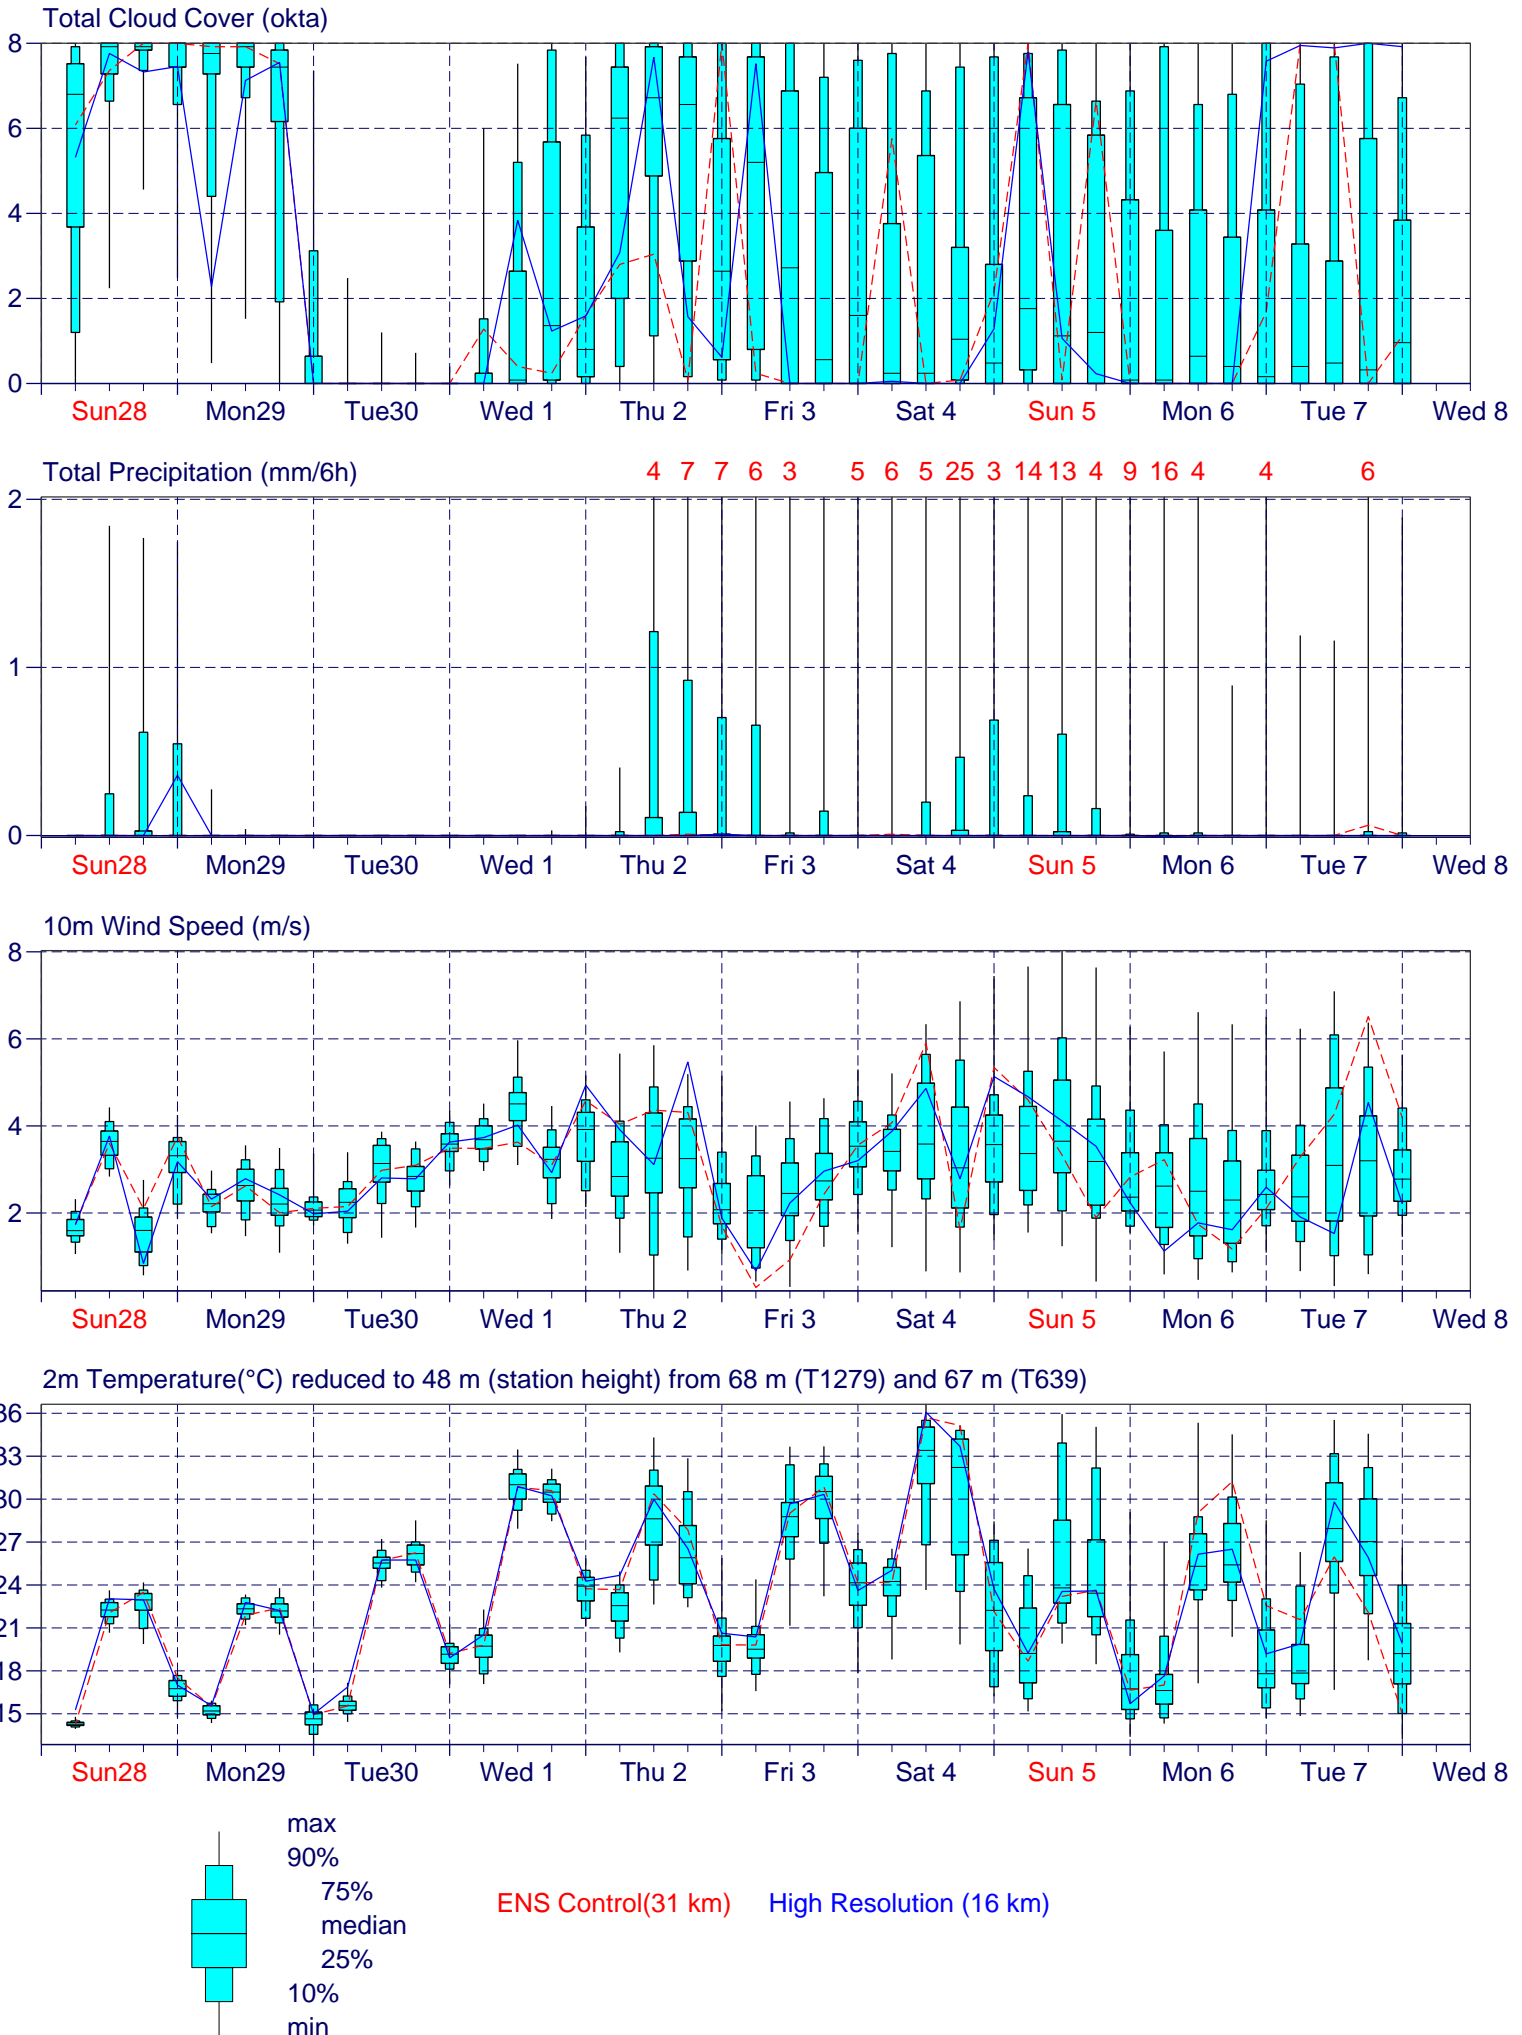 Total Cloud Cover (okta)
8
6
4
2
0
Sun28 Mon29 Tue30 Wed 1 Thu 2 Fri 3 Sat 4 Sun 5 Mon 6 Tue 7 Wed 8
Total Precipitation (mm/6h) 4 7 7 6 3 5 6 5 25 3 14 13 4 9 16 4 4 6
2
1
0
Sun28 Mon29 Tue30 Wed 1 Thu 2 Fri 3 Sat 4 Sun 5 Mon 6 Tue 7 Wed 8
10m Wind Speed (m/s)
8
6
4
2
Sun28 Mon29 Tue30 Wed 1 Thu 2 Fri 3 Sat 4 Sun 5 Mon 6 Tue 7 Wed 8
2m Temperature(°C) reduced to 48 m (station height) from 68 m (T1279) and 67 m (T639)
36
33
30
27
24
21
18
15
Sun28 Mon29 Tue30 Wed 1 Thu 2 Fri 3 Sat 4 Sun 5 Mon 6 Tue 7 Wed 8
max
90%
75%
median
25%
10%
min
ENS Control(31 km) High Resolution (16 km)